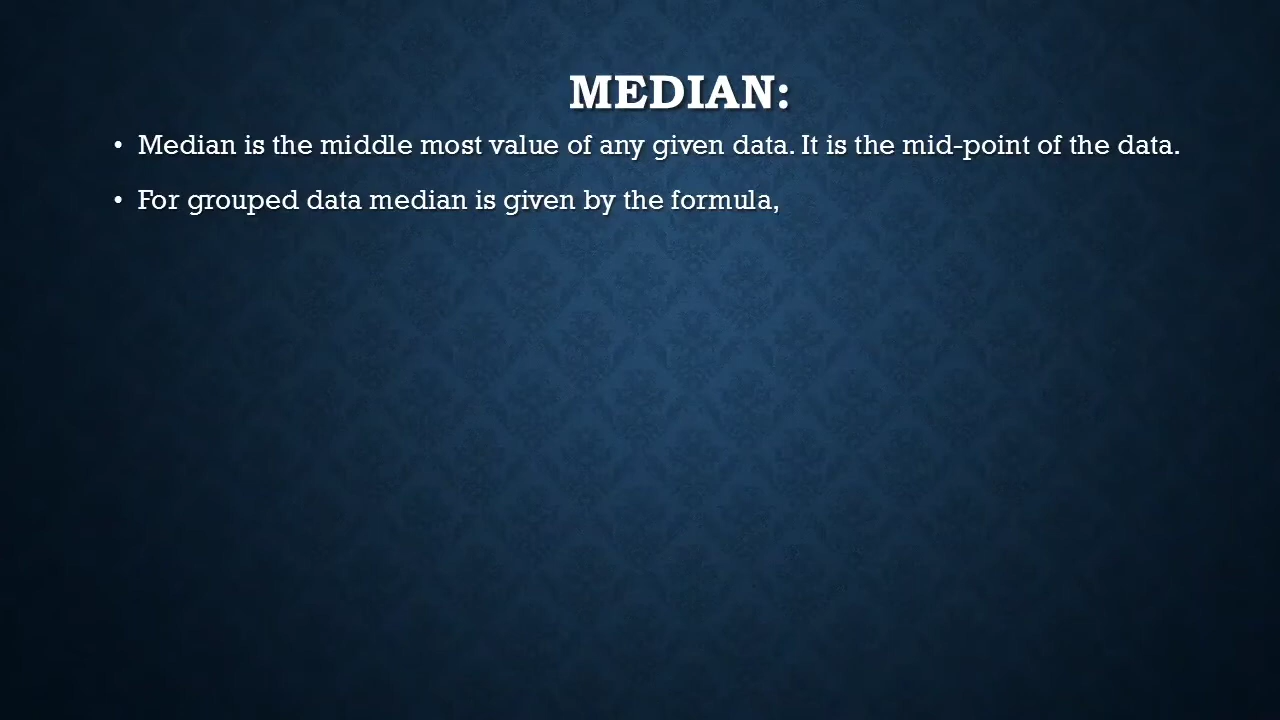 MEDIAN:
• Median is the middle most value of any given data. It is the mid-point of the data.
• For grouped data median is given by the formula,